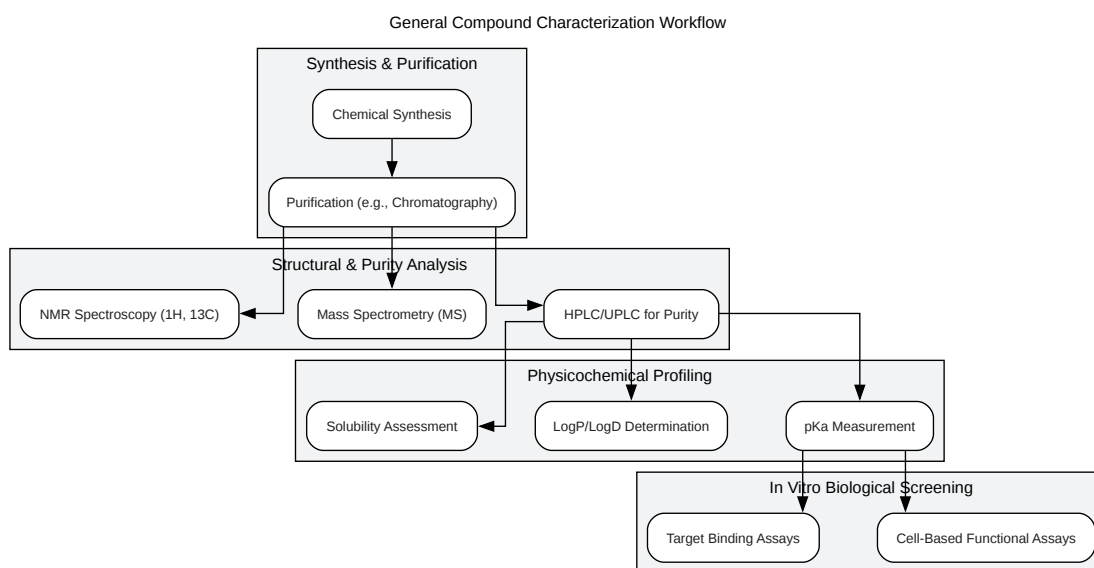 General Compound Characterization Workflow
Synthesis & Purification
Chemical Synthesis
Purification (e.g., Chromatography)
Structural & Purity Analysis
NMR Spectroscopy (1H, 13C)
Mass Spectrometry (MS)
HPLC/UPLC for Purity
Physicochemical Profiling
Solubility Assessment
LogP/LogD Determination
pKa Measurement
In Vitro Biological Screening
Target Binding Assays
Cell-Based Functional Assays